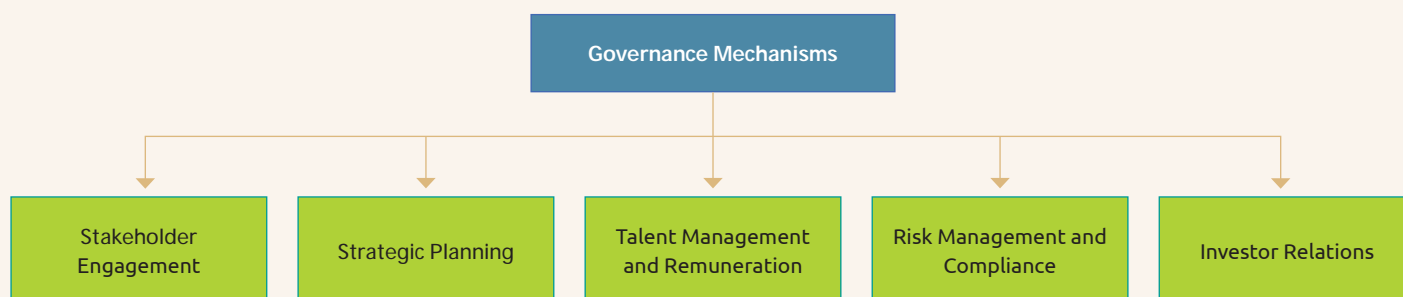 Governance Mechanisms
Stakeholder
Engagement
Strategic Planning
Talent Management
and Remuneration
Risk Management and
Compliance
Investor Relations